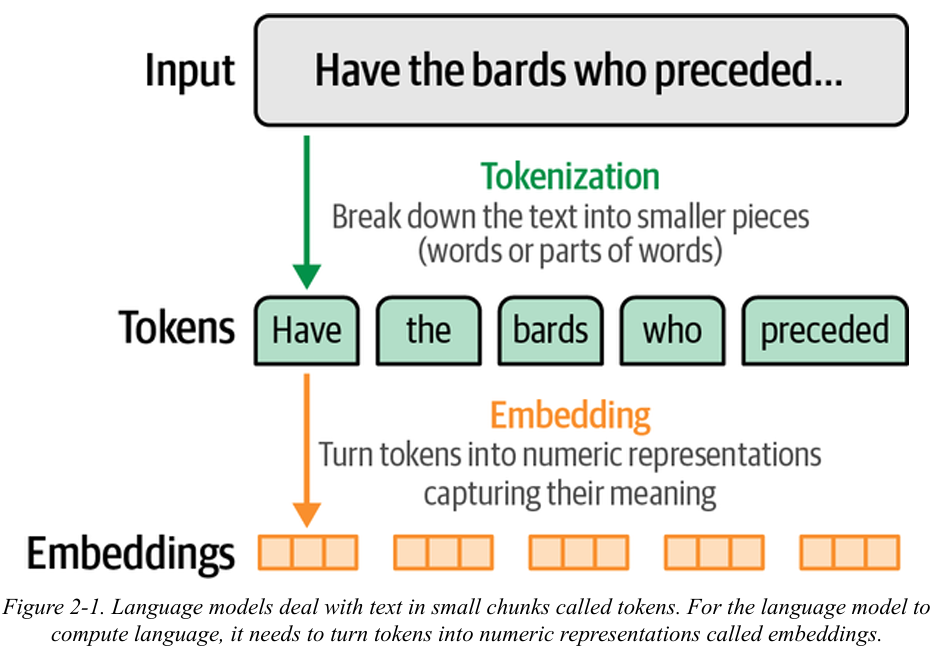 Input
Have the bards who preceded...
Tokenization
Break down the text into smaller pieces
(words or parts of words)
Tokens
Have the bards who preceded
Embedding
Turn tokens into numeric representations
capturing their meaning
Embeddings
Figure 2-1. Language models deal with text in small chunks called tokens. For the language model to
compute language, it needs to turn tokens into numeric representations called embeddings.